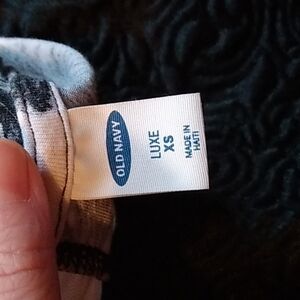 OLD NAVY
LUXE
XS
MADE IN
HAITI